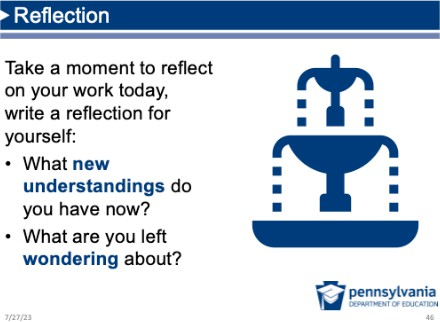 Reflection
Take a moment to reflect
on your work today,
write a reflection for
yourself:
• What new
understandings do
you have now?
• What are you left
wondering about?
pennsylvania
DEPARTMENT OF EDUCATION
7/27/23
46